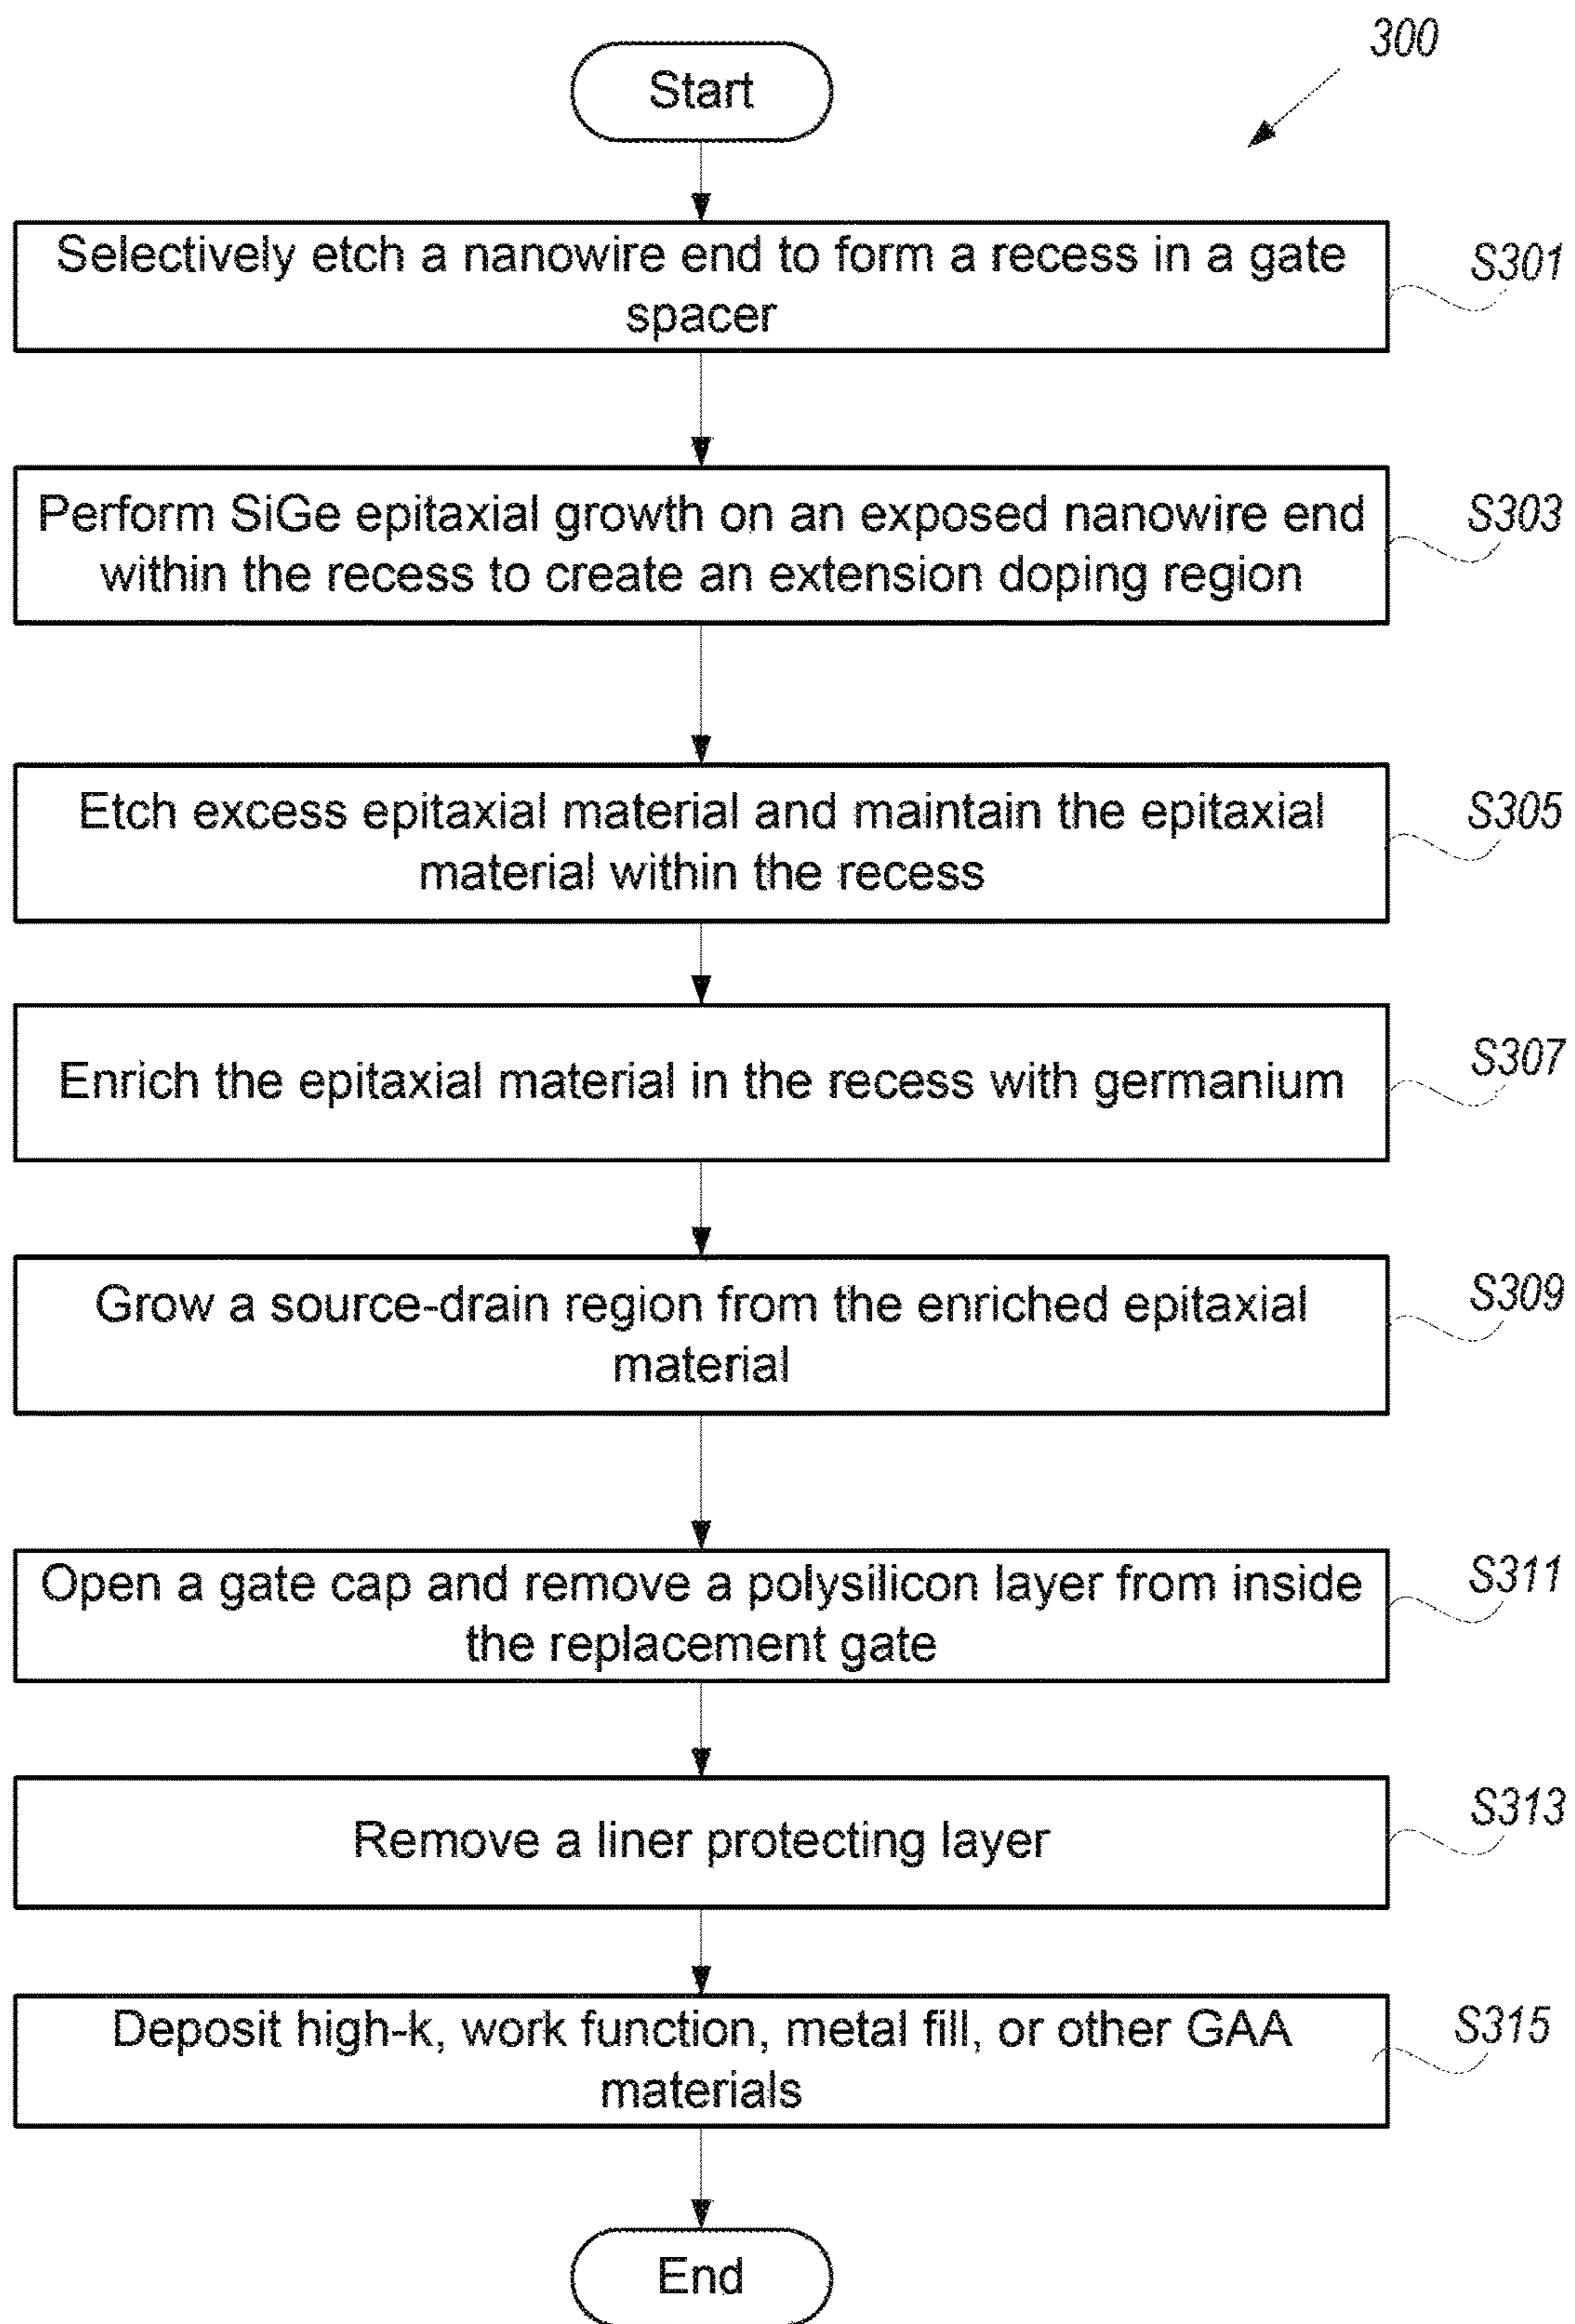 300
Start
Selectively etch a nanowire end to form a recess in a gate
spacer
S301
Perform SiGe epitaxial growth on an exposed nanowire end
within the recess to create an extension doping region
S303
Etch excess epitaxial material and maintain the epitaxial
material within the recess
S305
Enrich the epitaxial material in the recess with germanium
S307
Grow a source-drain region from the enriched epitaxial
material
S309
Open a gate cap and remove a polysilicon layer from inside
the replacement gate
S311
Remove a liner protecting layer
S313
Deposit high-k, work function, metal fill, or other GAA
materials
S315
End